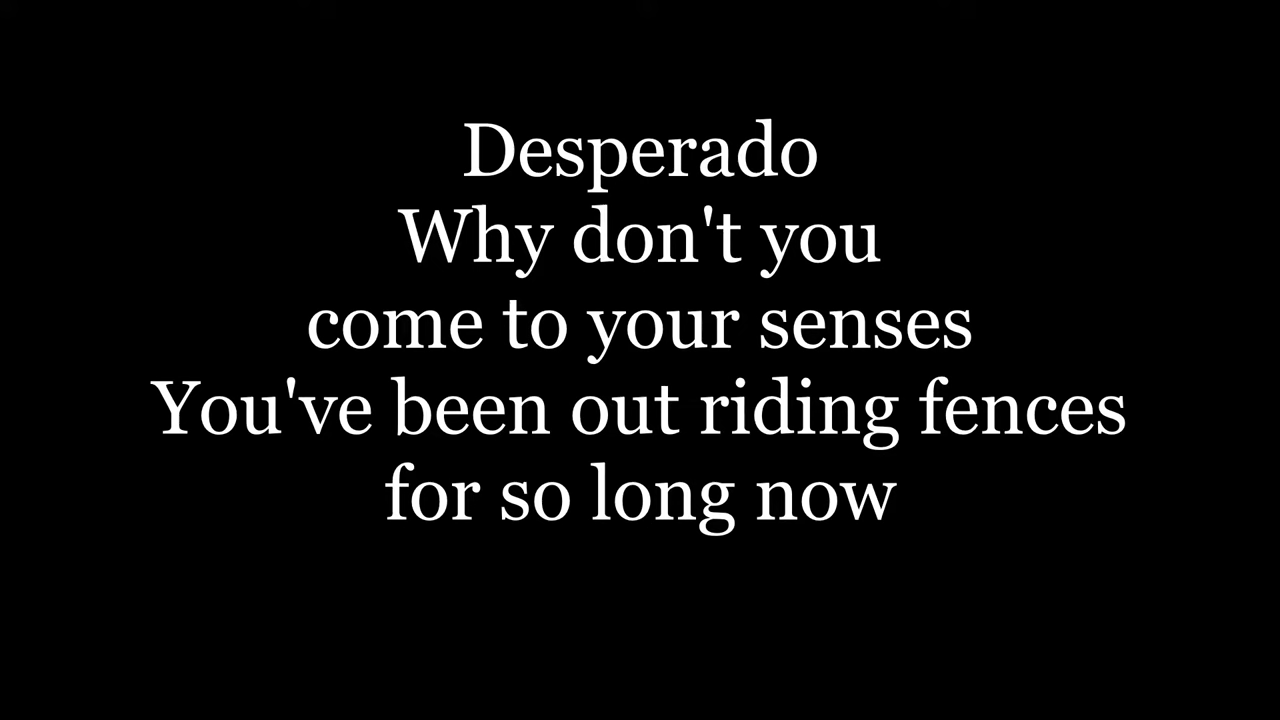 Desperado
Why don't you
come to your senses
You've been out riding fences
for so long now